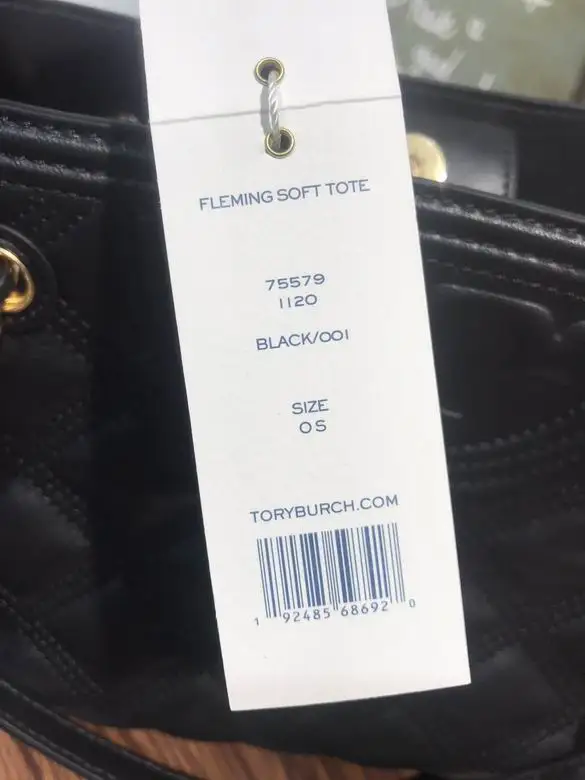 FLEMING SOFT TOTE
75579
1120
BLACK/001
SIZE
OS
TORYBURCH.COM
1 92485 68692 0